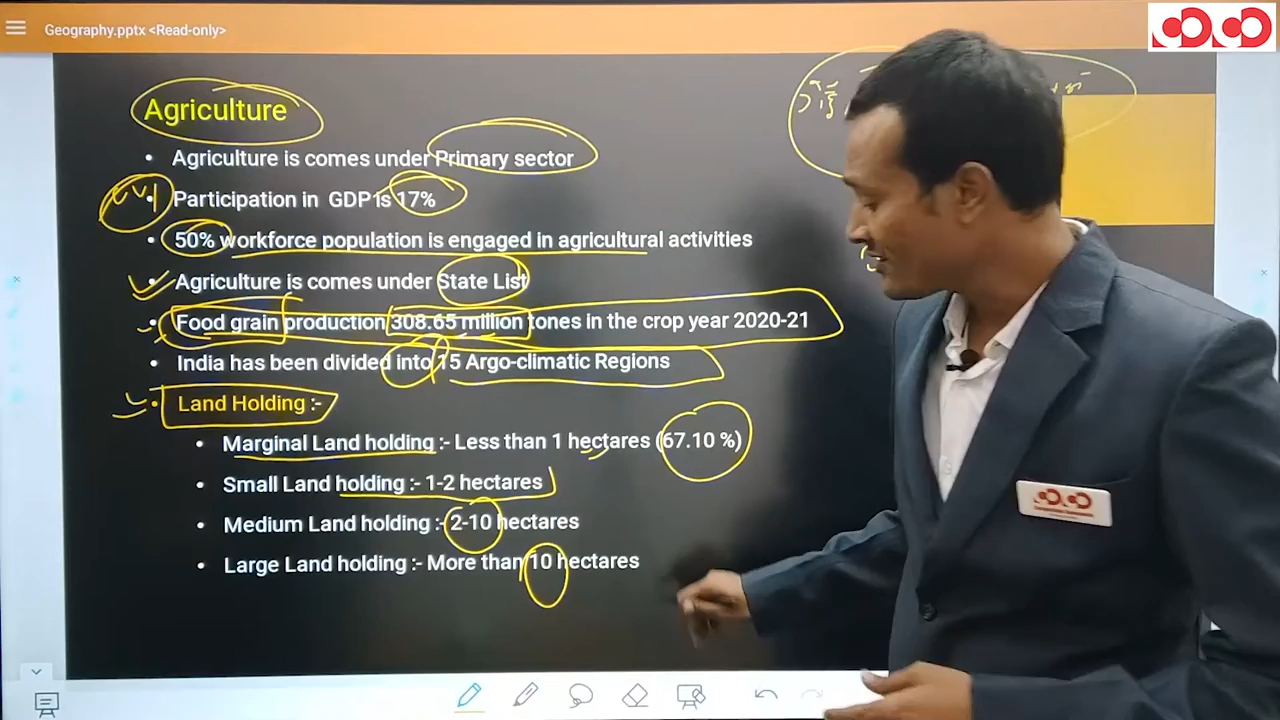 Geography.pptx <Read-only>
Agriculture
• Agriculture is comes under Primary sector
• Participation in GDP is 17%
• 50% workforce population is engaged in agricultural activities
• Agriculture is comes under State List
• Food grain production 308.65 million tones in the crop year 2020-21
• India has been divided into 15 Argo-climatic Regions
• Land Holding :-
• Marginal Land holding :- Less than 1 hectares (67.10 %)
• Small Land holding :- 1-2 hectares
• Medium Land holding :- 2-10 hectares
• Large Land holding :- More than 10 hectares